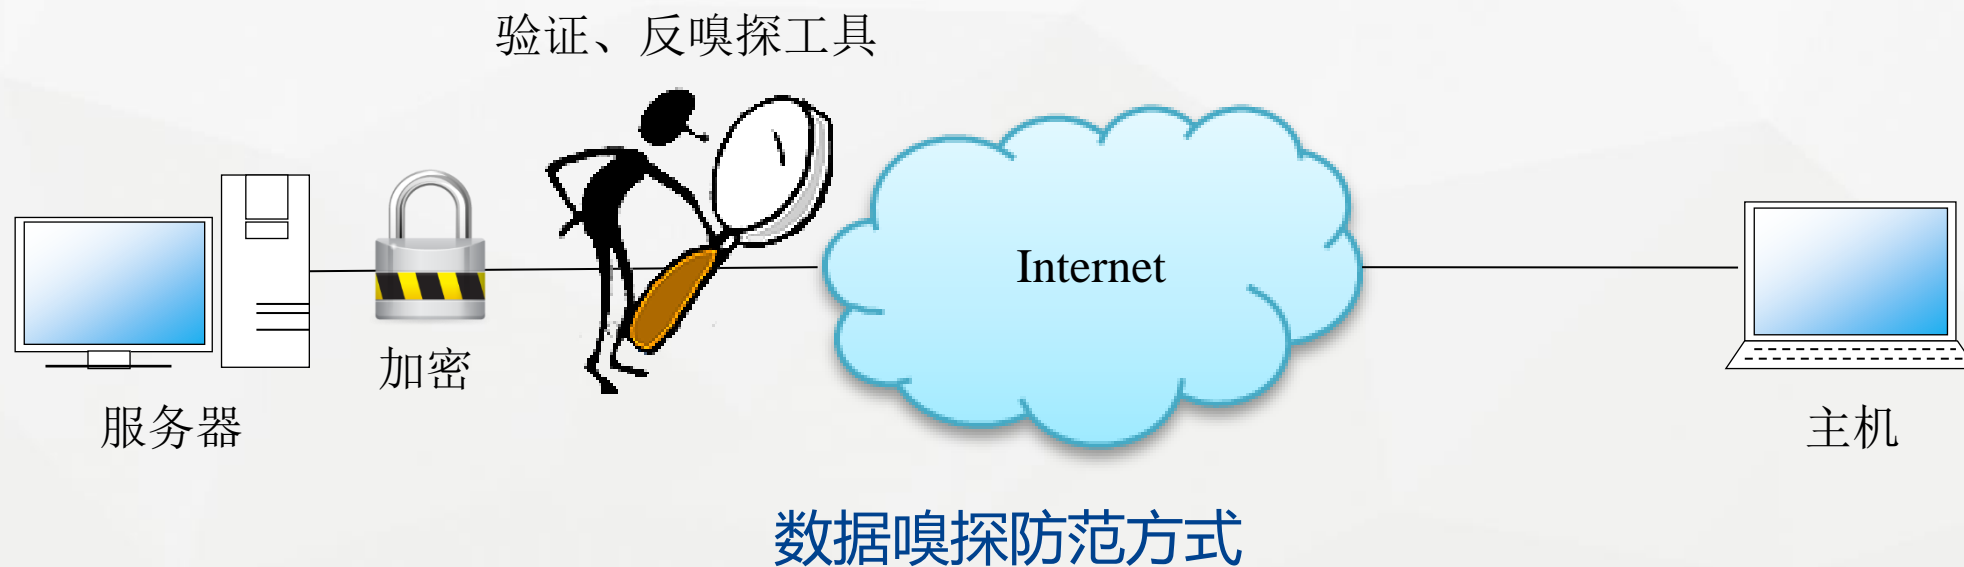 验证、反嗅探工具
Internet
加密
服务器
主机
数据嗅探防范方式